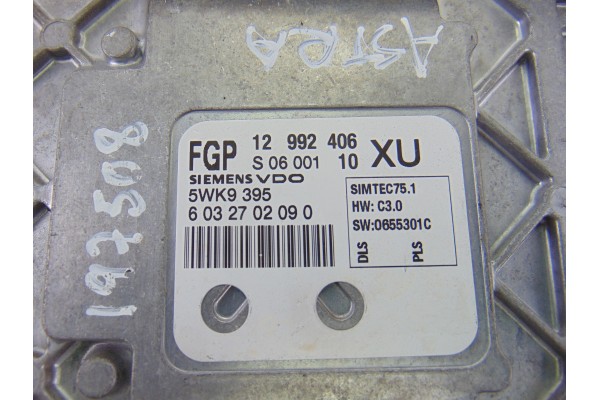 ASTRA
197508
FGP 12 992 406 XU
S 06 001 10
SIEMENS VDO
5WK9 395
6 03 27 02 09 0
SIMTEC75.1
HW: C3.0
SW:0655301C
DLS
PLS